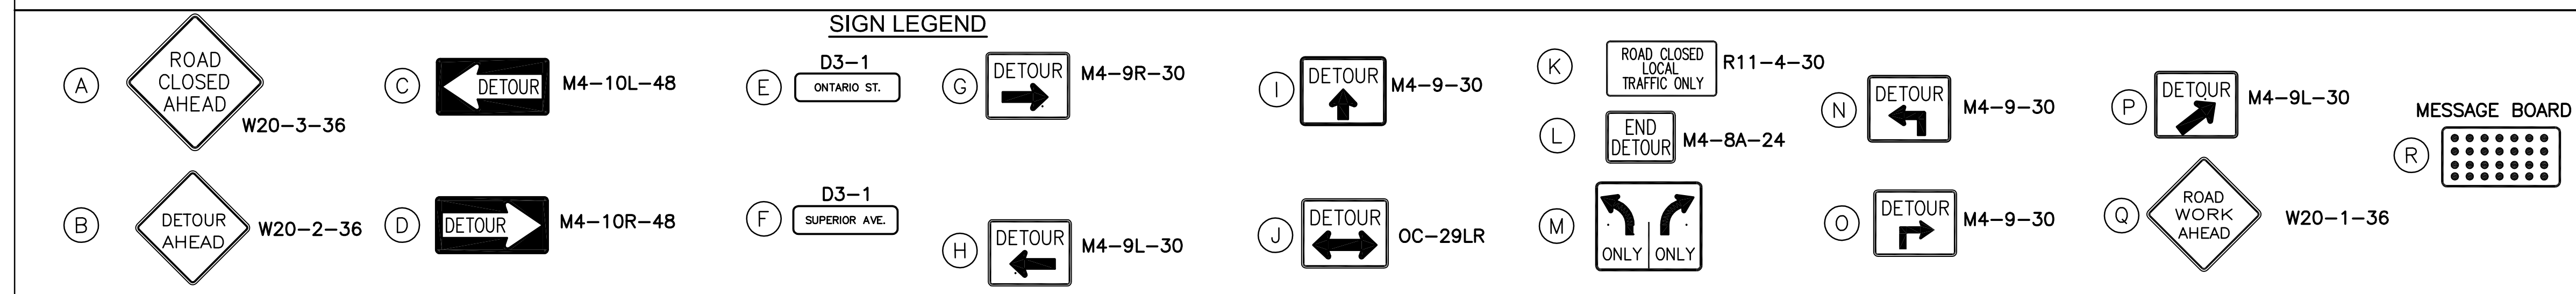 SIGN LEGEND
A
ROAD
CLOSED
AHEAD
W20-3-36
B
DETOUR
AHEAD
W20-2-36
C
DETOUR
M4-10L-48
D
DETOUR
M4-10R-48
E
D3-1
ONTARIO ST.
F
D3-1
SUPERIOR AVE.
G
DETOUR
M4-9R-30
H
DETOUR
M4-9L-30
I
DETOUR
M4-9-30
J
DETOUR
OC-29LR
K
ROAD CLOSED
LOCAL
TRAFFIC ONLY
R11-4-30
L
END
DETOUR
M4-8A-24
M
ONLY ONLY
N
DETOUR
M4-9-30
O
DETOUR
M4-9-30
P
DETOUR
M4-9L-30
Q
ROAD
WORK
AHEAD
W20-1-36
R
MESSAGE BOARD